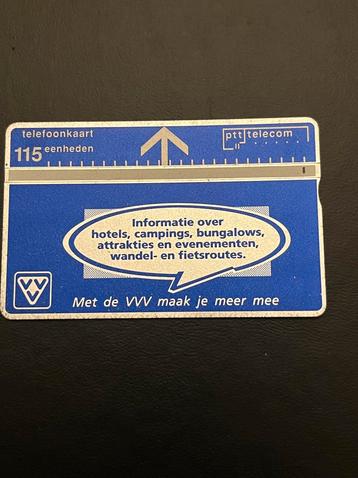 telefoonkaart
115 eenheden
ptt telecom
Informatie over
hotels, campings, bungalows,
attrakties en evenementen,
wandel- en fietsroutes.
VVV
Met de VVV maak je meer mee